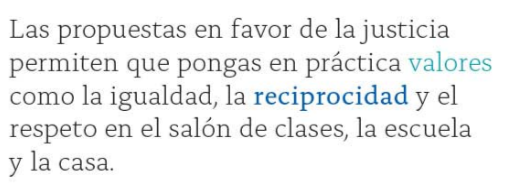 Las propuestas en favor de la justicia
permiten que pongas en práctica valores
como la igualdad, la reciprocidad y el
respeto en el salón de clases, la escuela
y la casa.